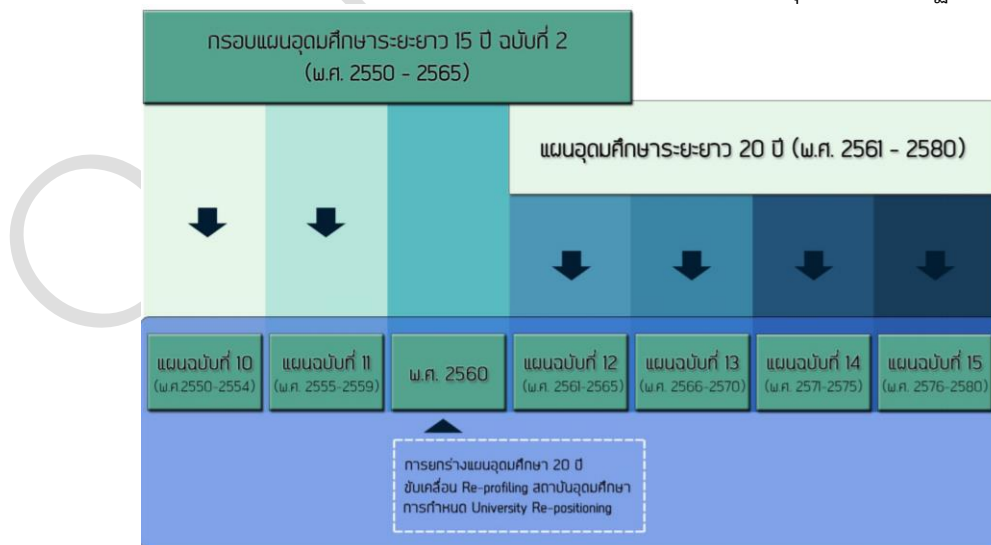 กรอบแผนอุดมศึกษาระยะยาว 15 ปี ฉบับที่ 2
(พ.ศ. 2550 - 2565)
แผนอุดมศึกษาระยะยาว 20 ปี (พ.ศ. 2561 - 2580)
แผนฉบับที่ 10
(พ.ศ.2550-2554)
แผนฉบับที่ 11
(พ.ศ. 2555-2559)
พ.ศ. 2560
แผนฉบับที่ 12
(พ.ศ. 2561-2565)
แผนฉบับที่ 13
(พ.ศ. 2566-2570)
แผนฉบับที่ 14
(พ.ศ. 2571-2575)
แผนฉบับที่ 15
(พ.ศ. 2576-2580)
การยกร่างแผนอุดมศึกษา 20 ปี
ขับเคลื่อน Re-profiling สถาบันอุดมศึกษา
การกำหนด University Re-positioning